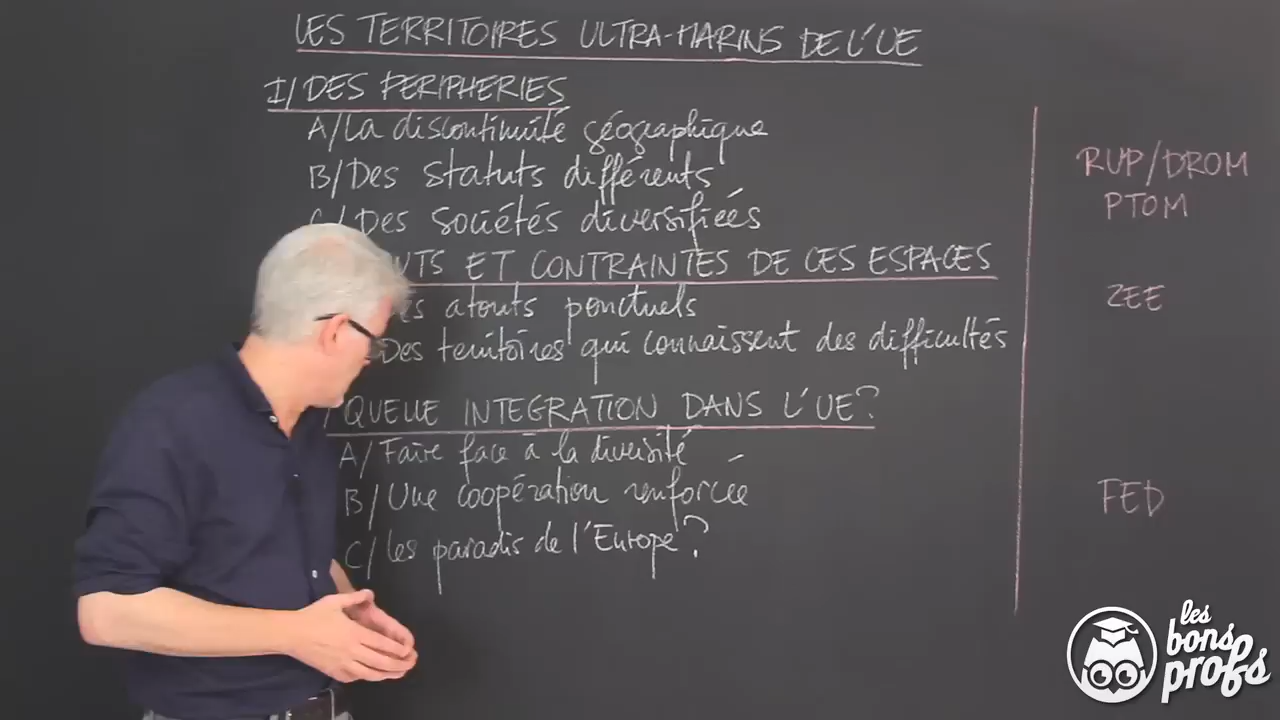 LES TERRITOIRES ULTRA-MARINS DE L'UE
I/ DES PERIPHERIES
A/ La discontinuité géographique
B/ Des statuts différents
C/ Des sociétés diversifiées
ET CONTRAINTES DE CES ESPACES
atouts ponctuels
Des territoires qui connaissent des difficultés
QUELLE INTEGRATION DANS L'UE?
A/ Faire face à la diversité
B/ Une coopération renforcée
C/ Les paradis de l'Europe?
RUP/DROM
PTOM
ZEE
FED
les
bons
profs